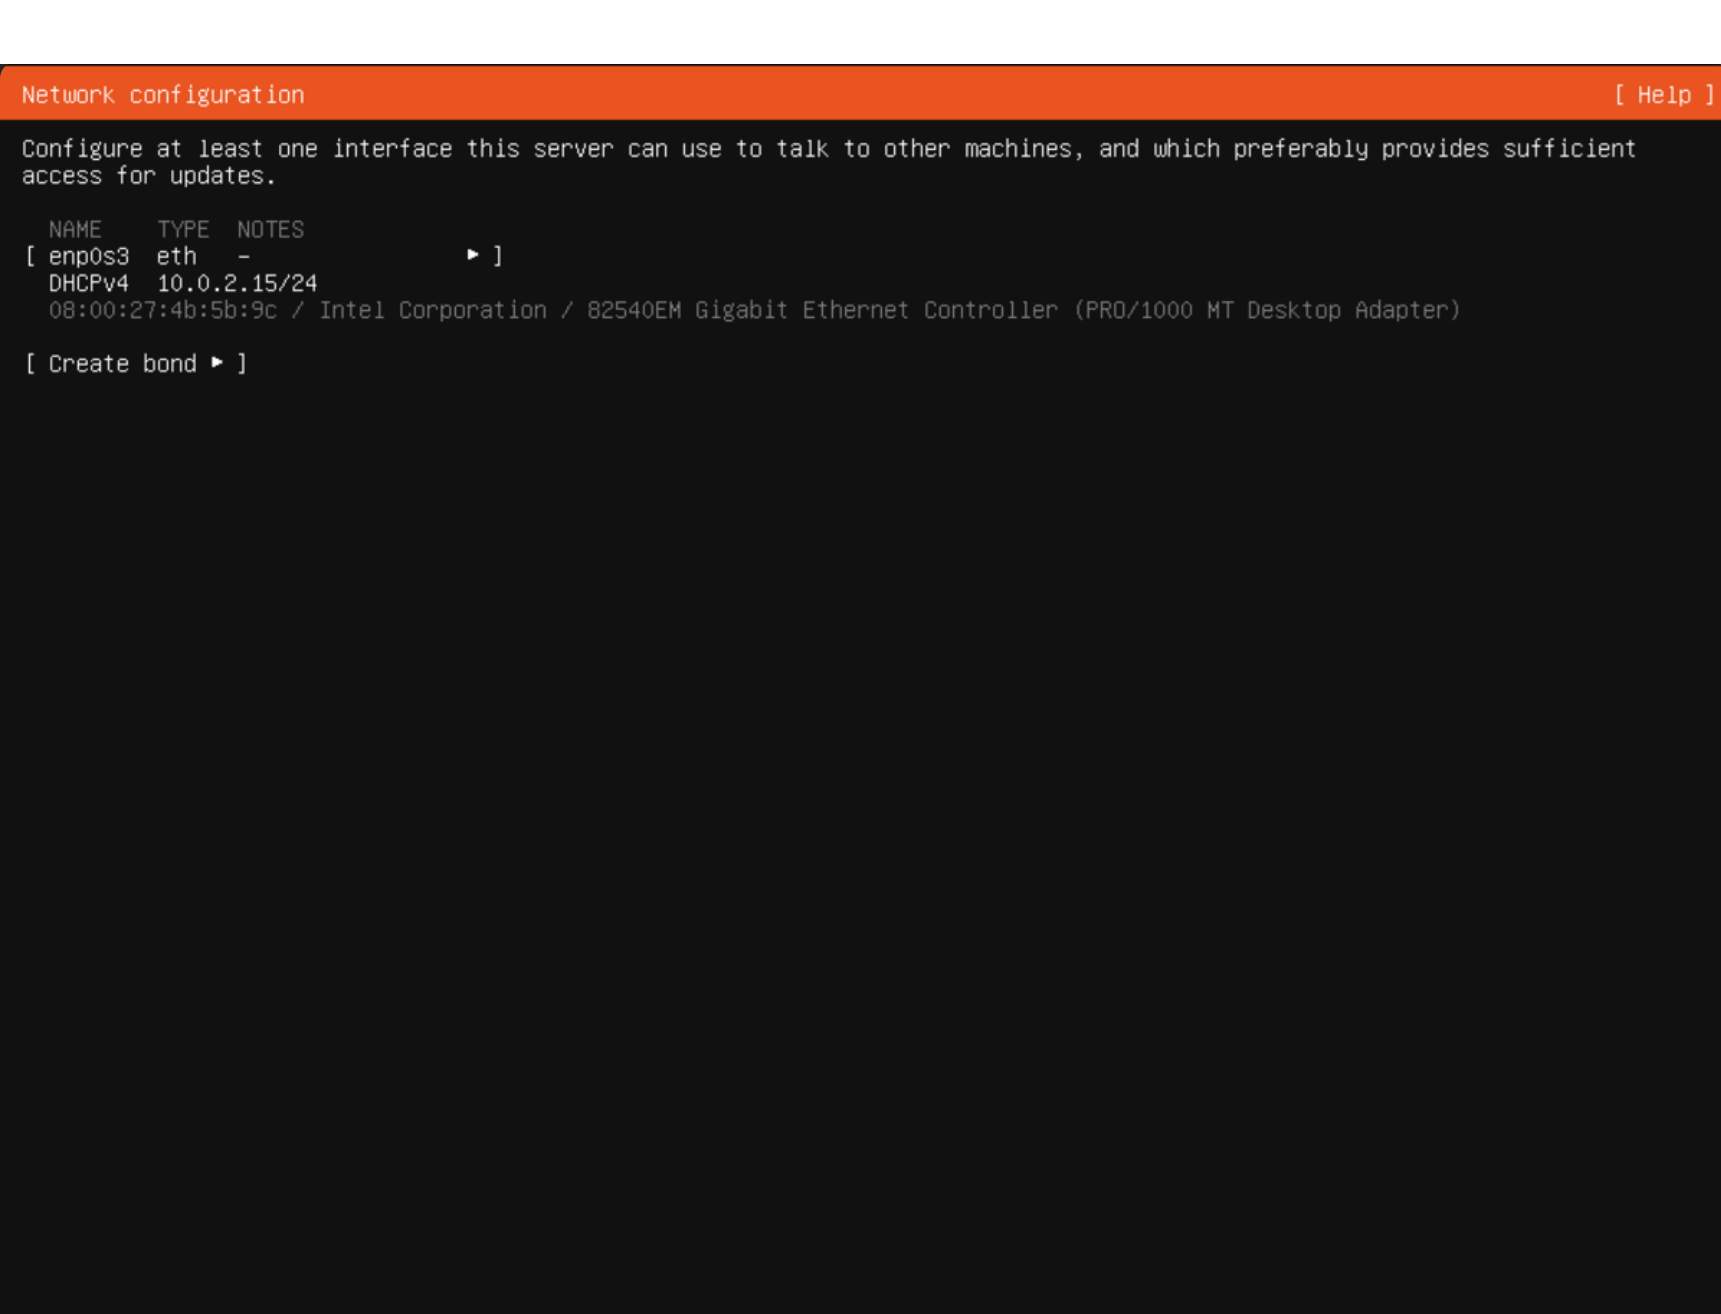 Network configuration [ Help ]
Configure at least one interface this server can use to talk to other machines, and which preferably provides sufficient
access for updates.
NAME TYPE NOTES
[ enp0s3 eth – ▸ ]
DHCPv4 10.0.2.15/24
08:00:27:4b:5b:9c / Intel Corporation / 82540EM Gigabit Ethernet Controller (PRO/1000 MT Desktop Adapter)
[ Create bond ▸ ]